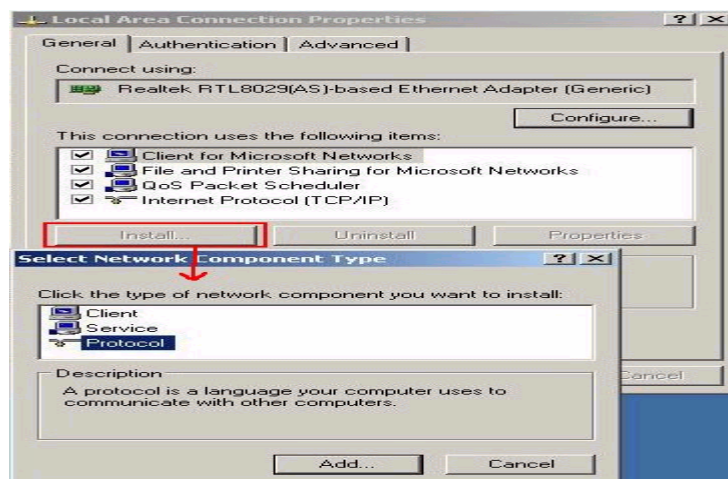 Local Area Connection Properties
General Authentication Advanced
Connect using:
Realtek RTL8029(AS)-based Ethernet Adapter (Generic)
Configure...
This connection uses the following items:
Client for Microsoft Networks
File and Printer Sharing for Microsoft Networks
QoS Packet Scheduler
Internet Protocol (TCP/IP)
Install... Uninstall Properties
Select Network Component Type
Click the type of network component you want to install:
Client
Service
Protocol
Description
A protocol is a language your computer uses to
communicate with other computers.
Cancel
Add... Cancel